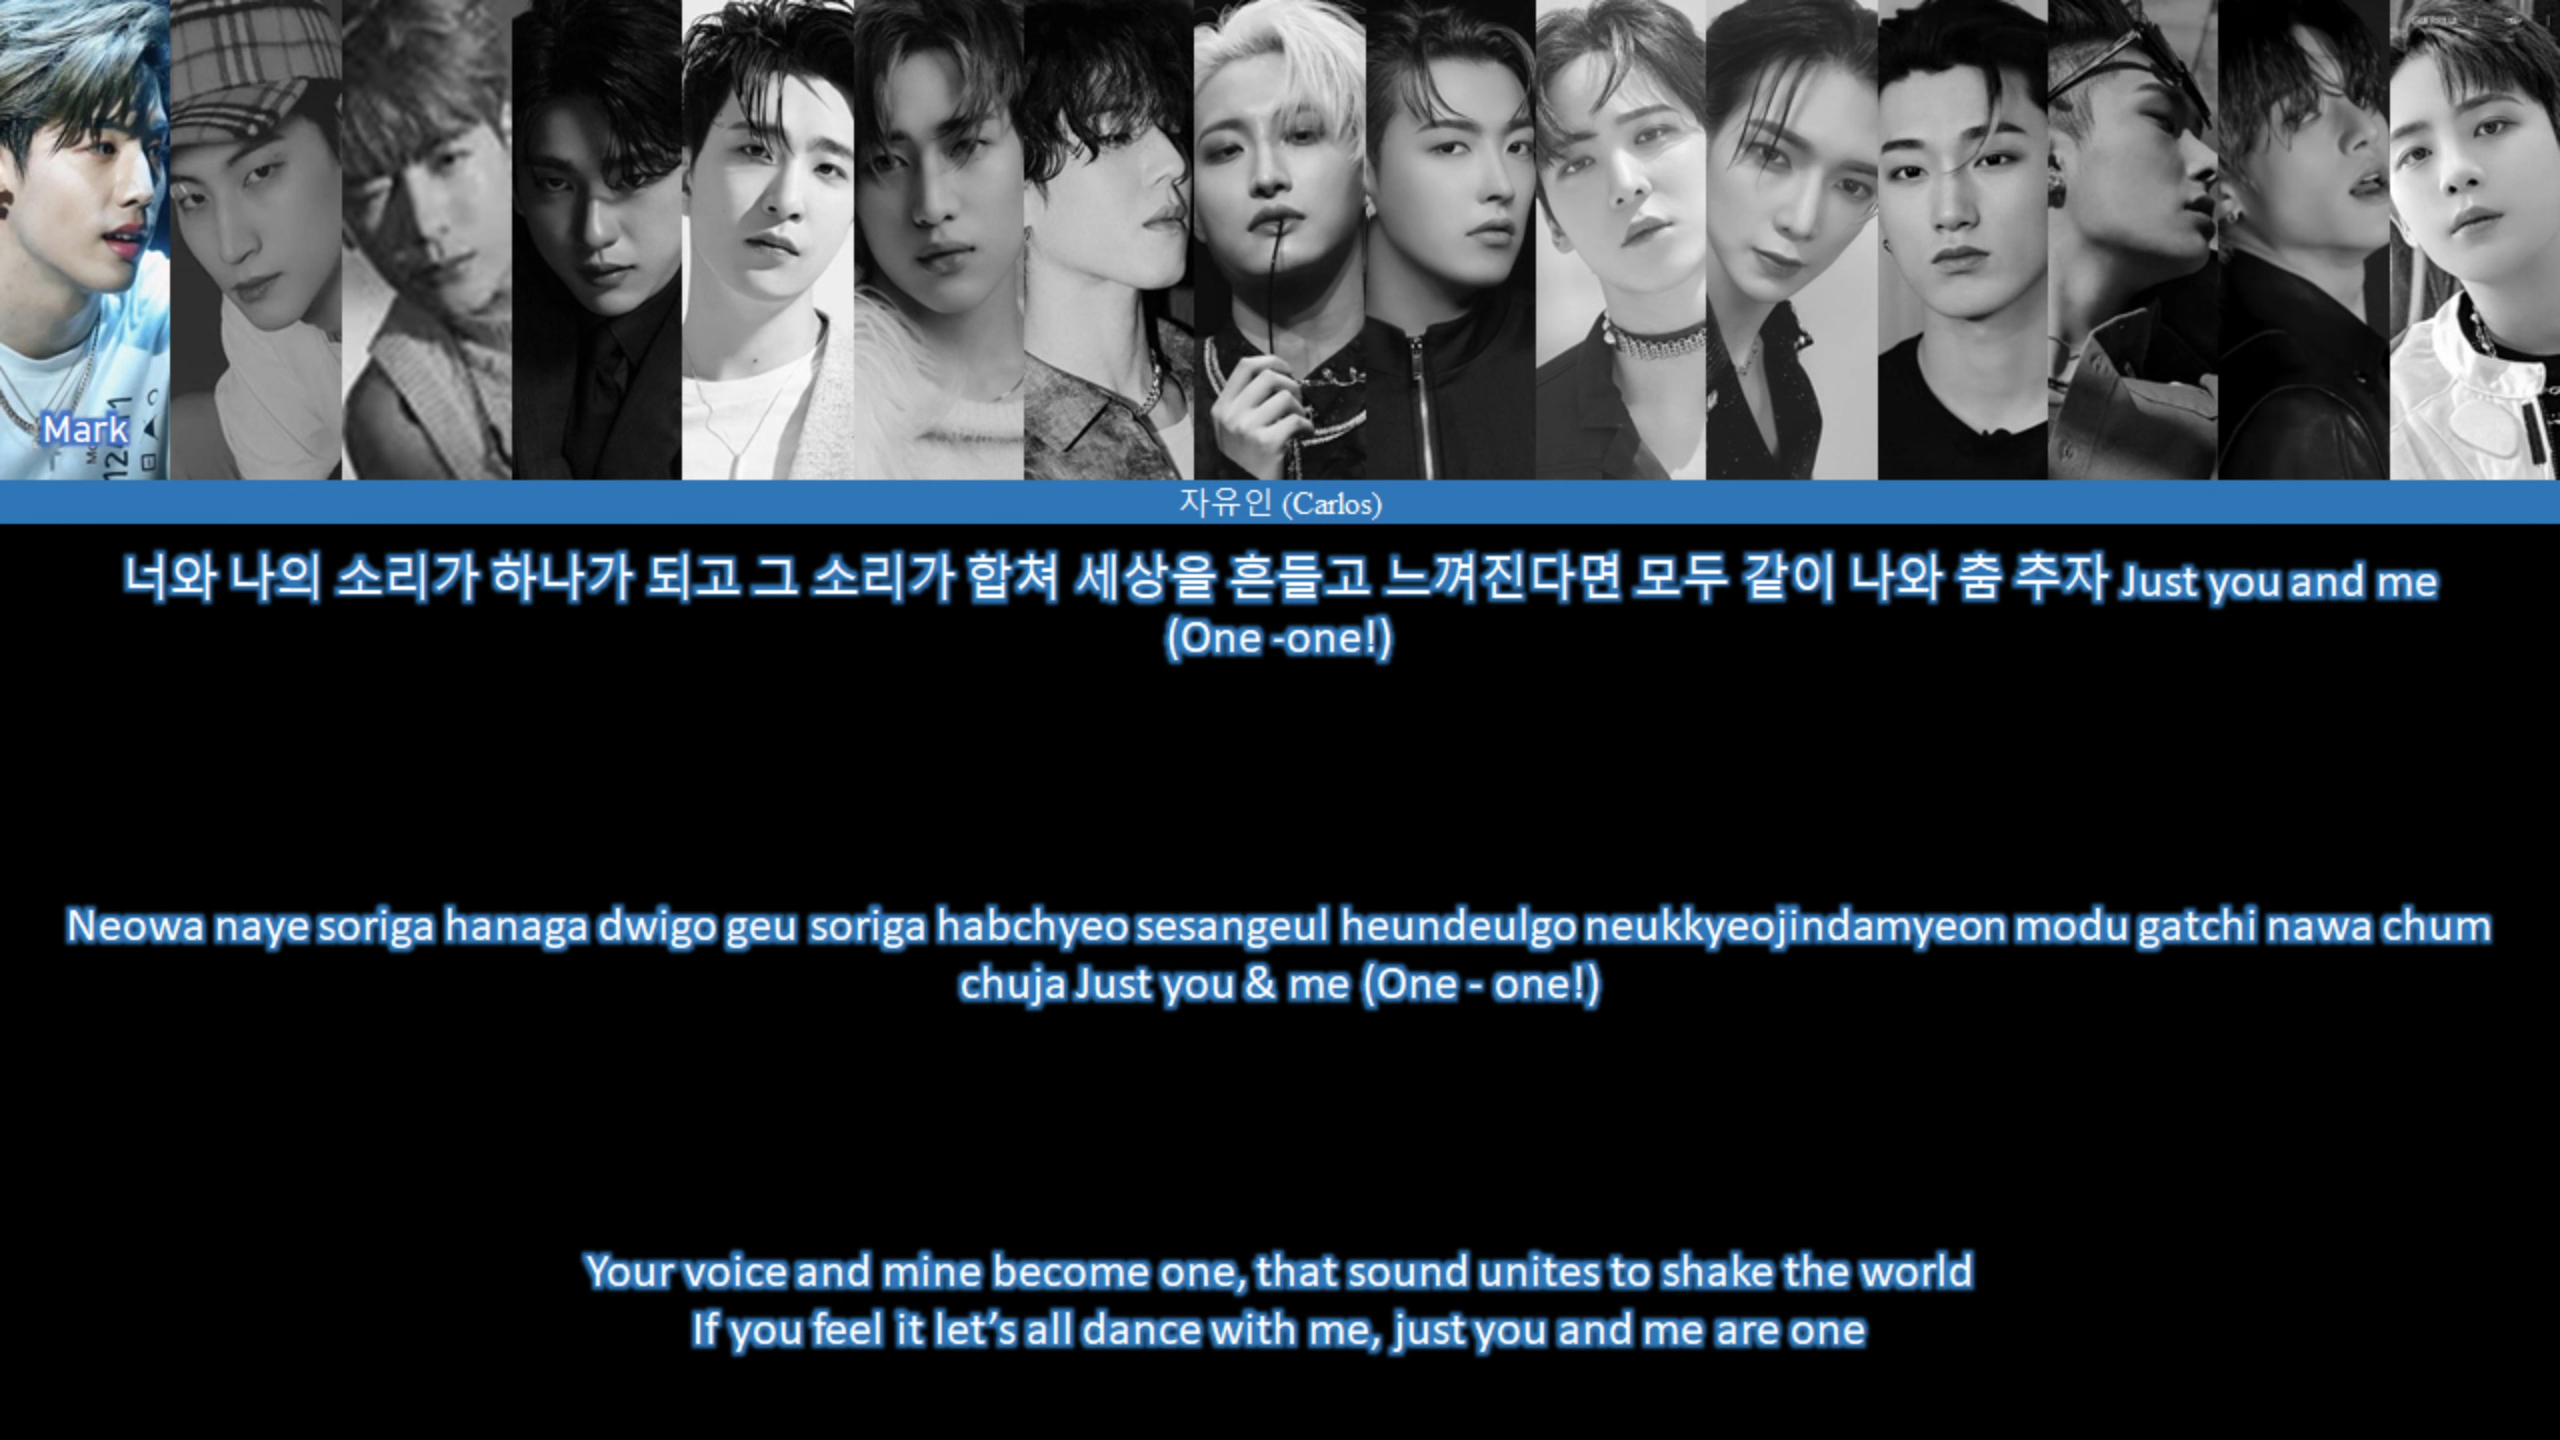 Mark
12
자유인 (Carlos)
너와 나의 소리가 하나가 되고 그 소리가 합쳐 세상을 흔들고 느껴진다면 모두 같이 나와 춤 추자 Just you and me
(One -one!)
Neowa naye soriga hanaga dwigo geu soriga habchyeo sesangeul heundeulgo neukkyeojindamyeon modu gatchi nawa chum
chuja Just you & me (One - one!)
Your voice and mine become one, that sound unites to shake the world
If you feel it let’s all dance with me, just you and me are one